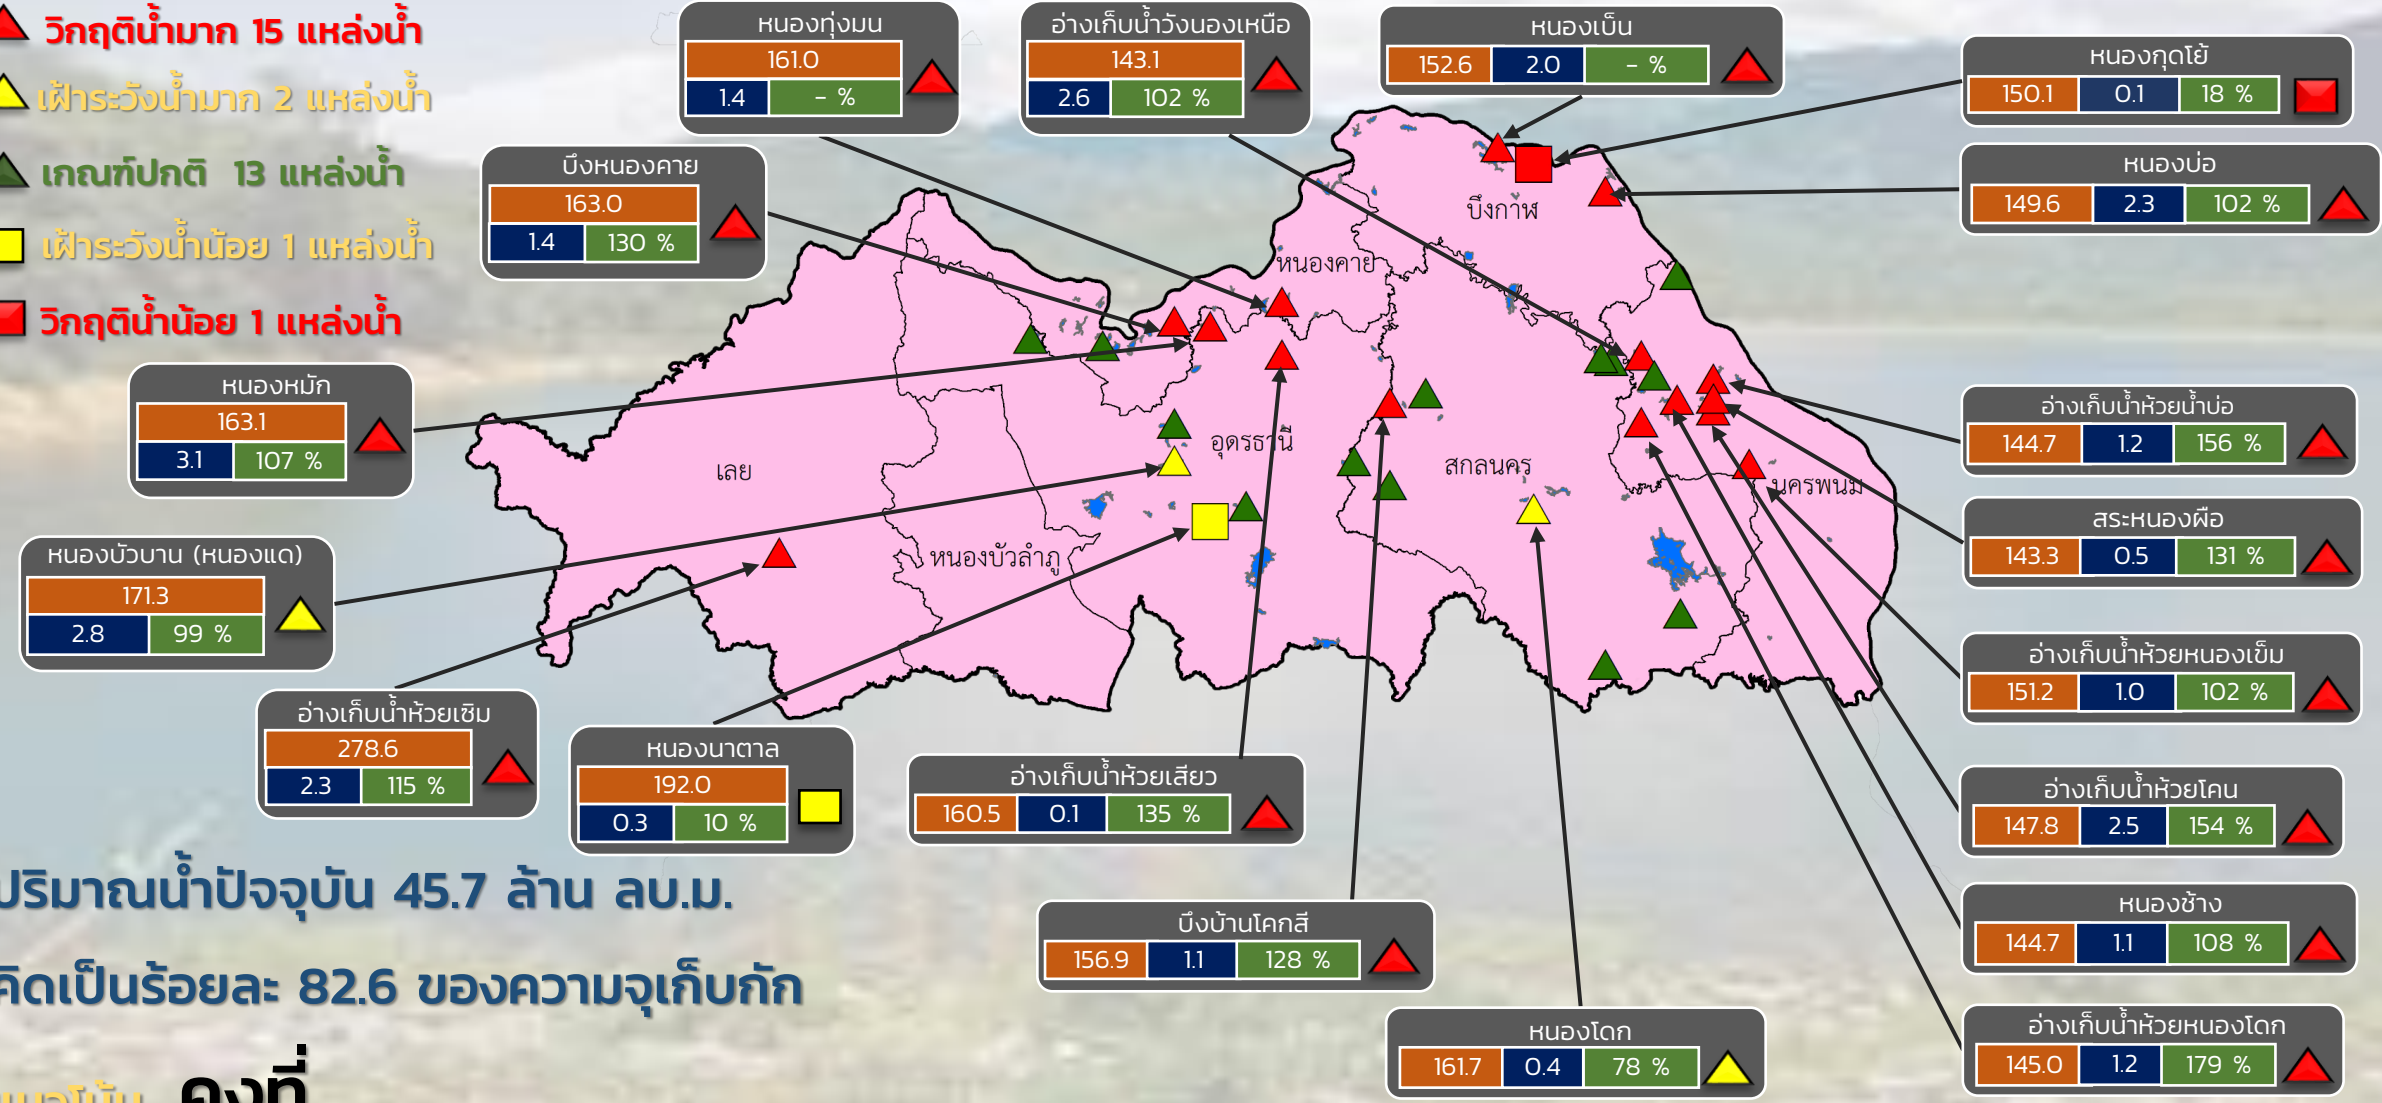 วิกฤติน้ำมาก 15 แหล่งน้ำ
เฝ้าระวังน้ำมาก 2 แหล่งน้ำ
เกณฑ์ปกติ 13 แหล่งน้ำ
เฝ้าระวังน้ำน้อย 1 แหล่งน้ำ
วิกฤติน้ำน้อย 1 แหล่งน้ำ
หนองทุ่งมน
161.0
1.4 - %
อ่างเก็บน้ำวังนองเหนือ
143.1
2.6 102 %
หนองเบ็น
152.6 2.0 - %
หนองกุดโย้
150.1 0.1 18 %
หนองบ่อ
149.6 2.3 102 %
บึงหนองคาย
163.0
1.4 130 %
หนองหมัก
163.1
3.1 107 %
หนองบัวบาน (หนองแด)
171.3
2.8 99 %
อ่างเก็บน้ำห้วยเซิม
278.6
2.3 115 %
หนองนาตาล
192.0
0.3 10 %
อ่างเก็บน้ำห้วยเสียว
160.5 0.1 135 %
บึงบ้านโคกสี
156.9 1.1 128 %
หนองโดก
161.7 0.4 78 %
อ่างเก็บน้ำห้วยน้ำบ่อ
144.7 1.2 156 %
สระหนองผือ
143.3 0.5 131 %
อ่างเก็บน้ำห้วยหนองเข็ม
151.2 1.0 102 %
อ่างเก็บน้ำห้วยโคน
147.8 2.5 154 %
หนองช้าง
144.7 1.1 108 %
อ่างเก็บน้ำห้วยหนองโดก
145.0 1.2 179 %
บึงกาฬ
หนองคาย
อุดรธานี
เลย
สกลนคร
นครพนม
หนองบัวลำภู
ปริมาณน้ำปัจจุบัน 45.7 ล้าน ลบ.ม.
คิดเป็นร้อยละ 82.6 ของความจุเก็บกัก
แนวโน้ม คงที่